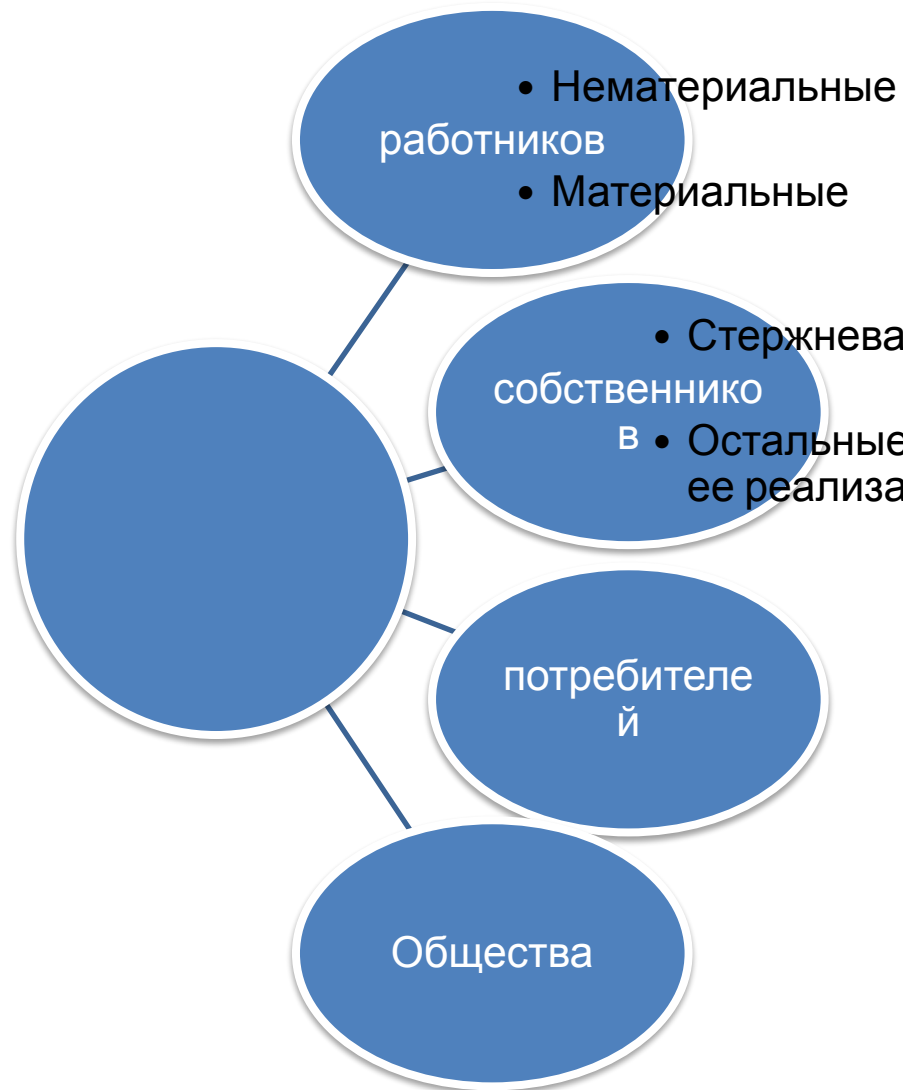 • Нематериальные
работников
• Материальные
• Стержнева
собственнико
в
• Остальные
ее реализа
потребителе
й
Общества